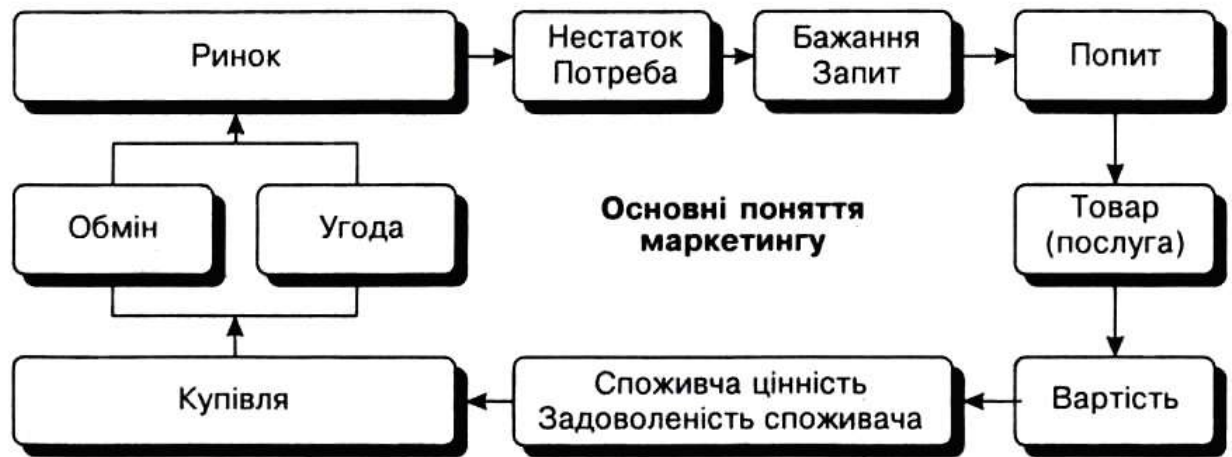 Ринок
Нестаток
Потреба
Бажання
Запит
Попит
Обмін
Угода
Основні поняття
маркетингу
Товар
(послуга)
Купівля
Споживча цінність
Задоволеність споживача
Вартість